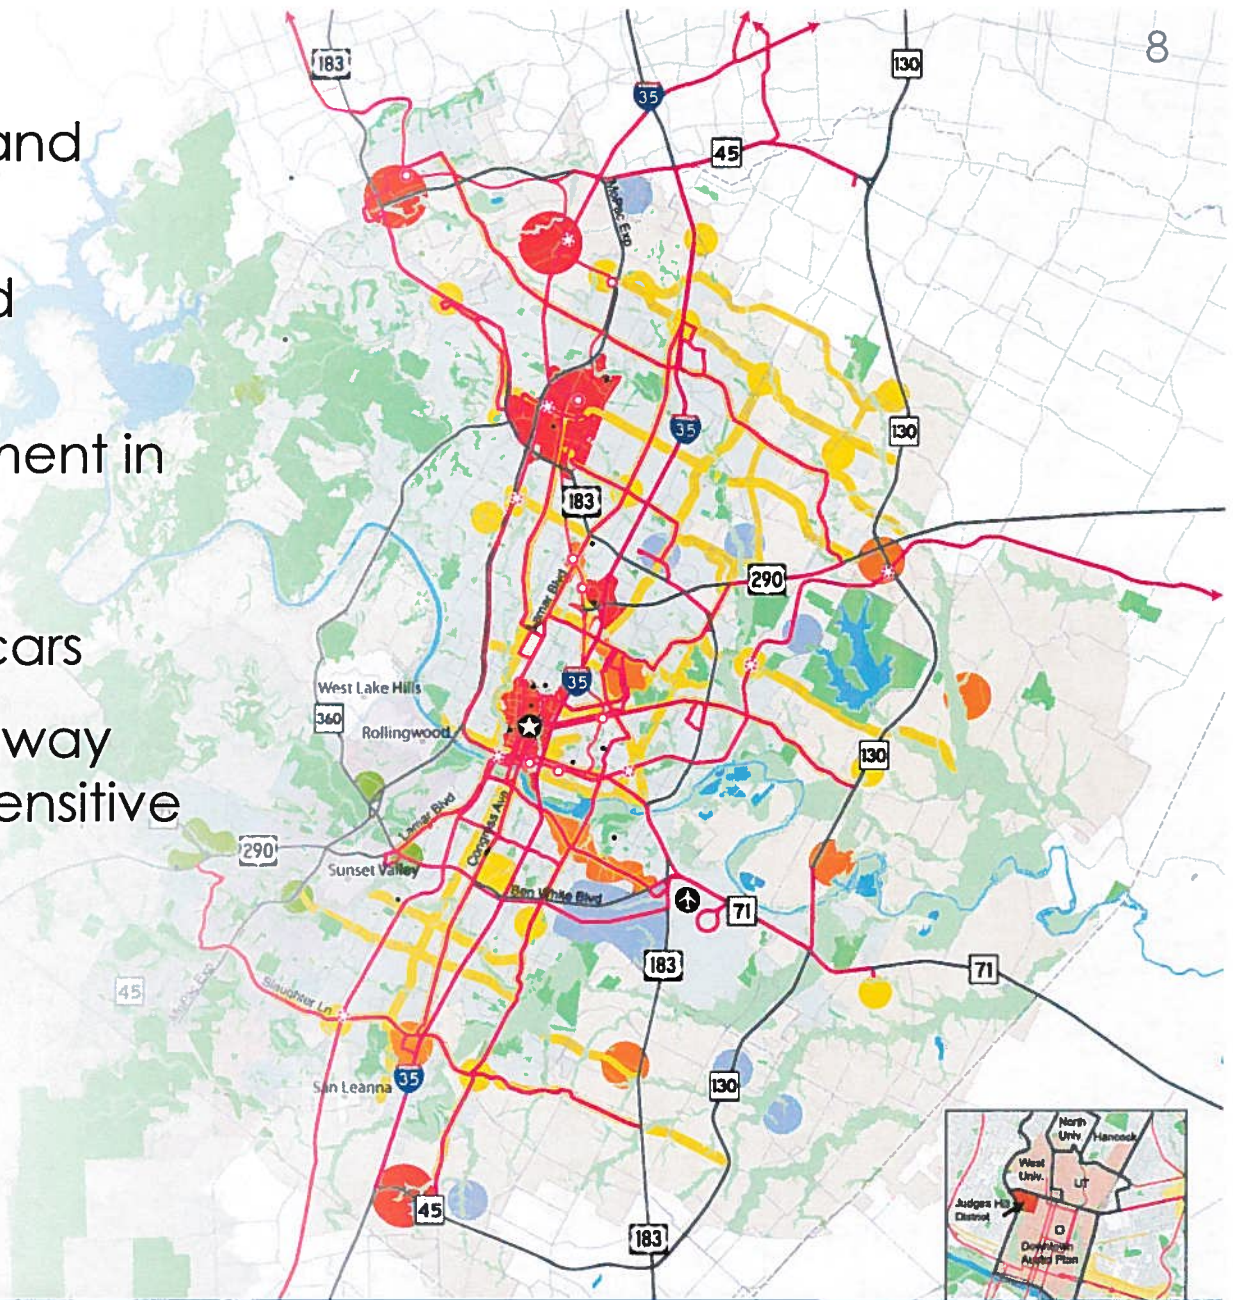 8
183
130
35
45
and
MoPac Exp
d
35
130
ment in
183
290
Lamar Blvd
cars
35
West Lake Hills
360
Rollingwood
way
130
ensitive
Lamar Blvd
Congress Ave
290
Sunset Valley
Ben White Blvd
71
183
71
45
Slaughter Ln
San Leanna
35
130
45
183
North
Univ.
Hancock
West
Univ.
UT
Judges Hill
District
Downtown
Austin Plan